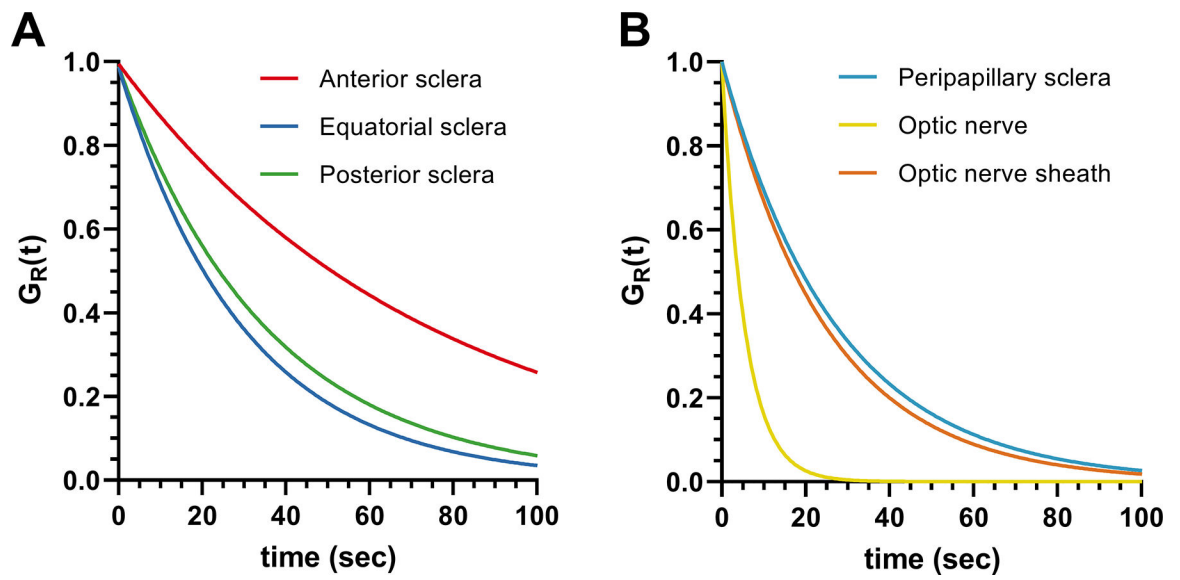 A
B
1.0
0.8
0.6
0.4
0.2
0.0
GR(t)
Anterior sclera
Equatorial sclera
Posterior sclera
0 20 40 60 80 100
time (sec)
1.0
0.8
0.6
0.4
0.2
0.0
GR(t)
Peripapillary sclera
Optic nerve
Optic nerve sheath
0 20 40 60 80 100
time (sec)